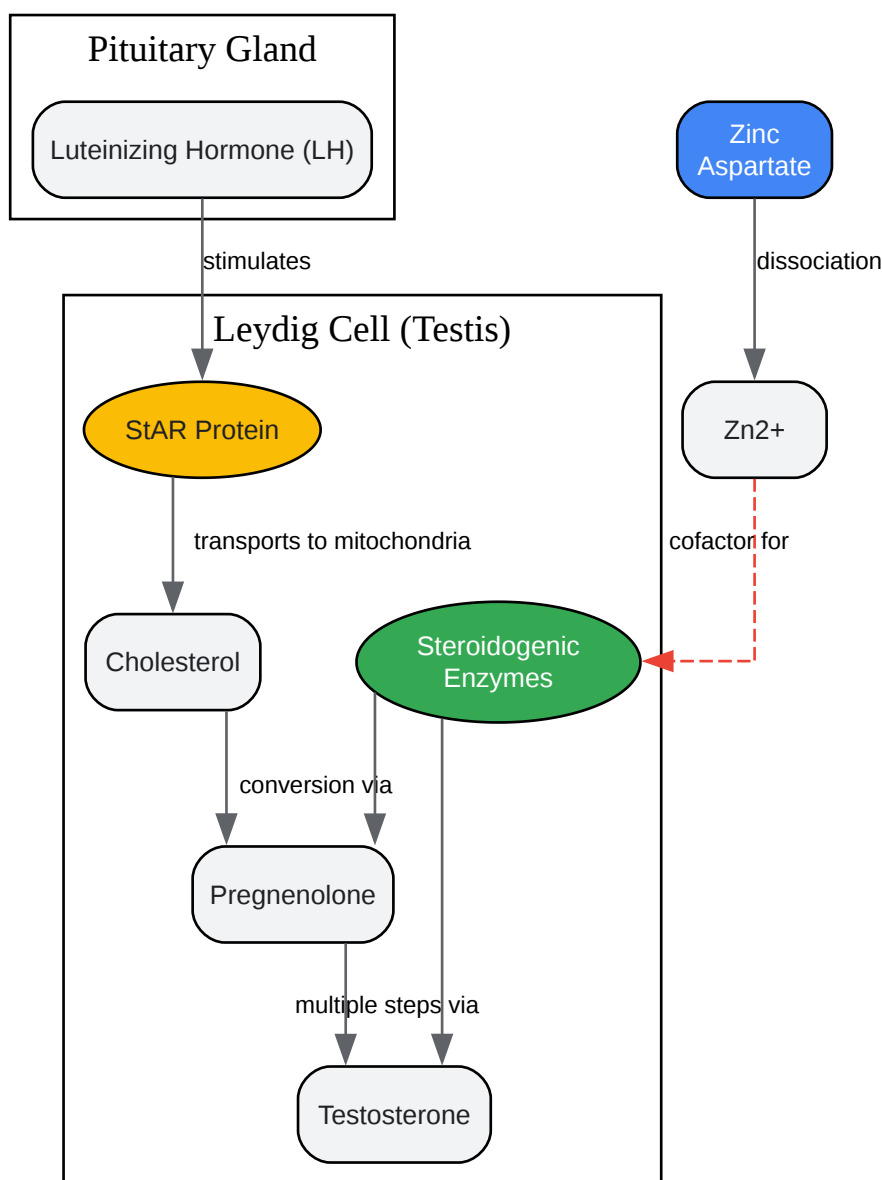 Pituitary Gland
Luteinizing Hormone (LH)
Zinc
Aspartate
stimulates
dissociation
Leydig Cell (Testis)
StAR Protein
Zn2+
transports to mitochondria
cofactor for
Cholesterol
Steroidogenic
Enzymes
conversion via
Pregnenolone
multiple steps via
Testosterone